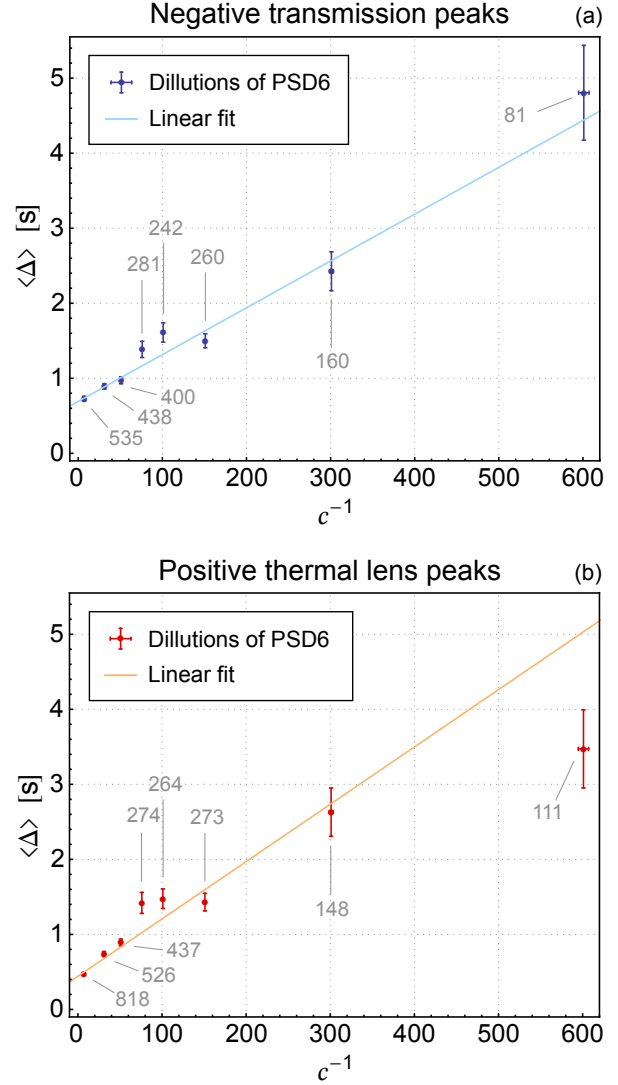 Negative transmission peaks (a)
Dillutions of PSD6
Linear fit
81
242
281
260
160
400
438
535
5
4
3
2
1
0
⟨Δ⟩ [s]
0 100 200 300 400 500 600
c⁻¹
Positive thermal lens peaks (b)
Dillutions of PSD6
Linear fit
264
274
273
111
148
437
526
818
5
4
3
2
1
0
⟨Δ⟩ [s]
0 100 200 300 400 500 600
c⁻¹